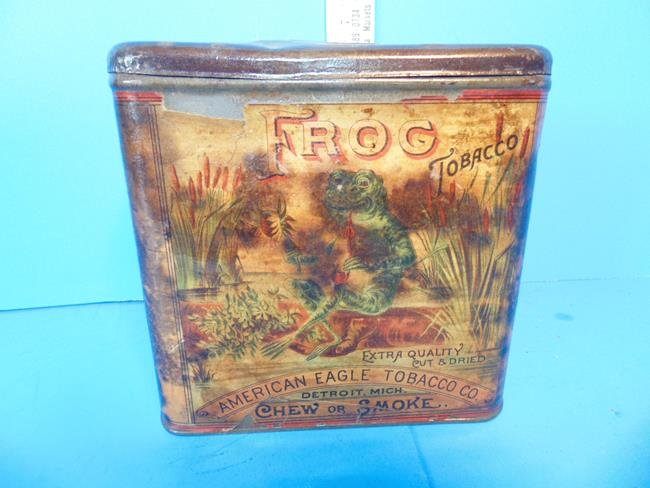 FROG
TOBACCO
EXTRA QUALITY
CUT & DRIED
AMERICAN EAGLE TOBACCO CO.
DETROIT, MICH.
CHEW OR SMOKE..